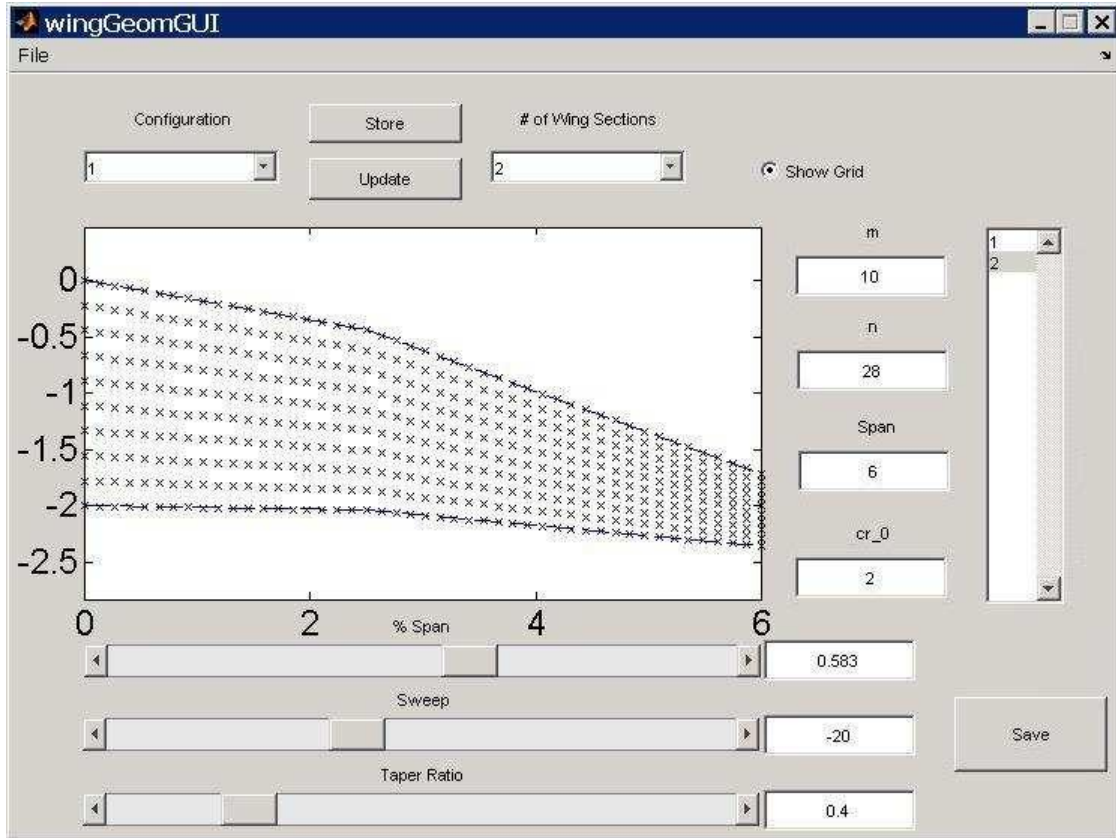 wingGeomGUI
File
Configuration
Store
# of Wing Sections
1
Update
2
Show Grid
m
10
n
28
Span
6
cr_0
2
1
2
0
-0.5
-1
-1.5
-2
-2.5
0 2 4 6
% Span
0.583
Sweep
-20
Save
Taper Ratio
0.4